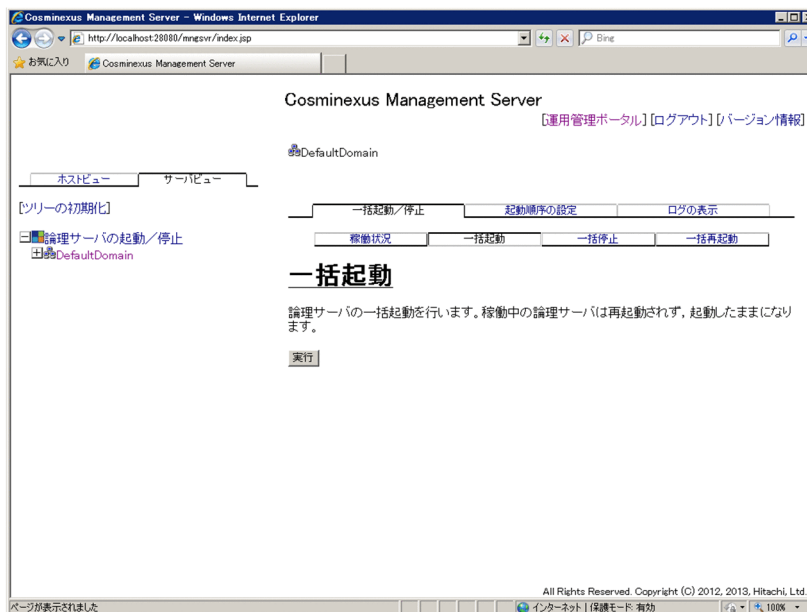 Cosminexus Management Server - Windows Internet Explorer
http://localhost:28080/mngsvr/index.jsp
Bing
お気に入り
Cosminexus Management Server
Cosminexus Management Server
[運用管理ポータル] [ログアウト] [バージョン情報]
DefaultDomain
ホストビュー
サーバビュー
[ツリーの初期化]
論理サーバの起動／停止
DefaultDomain
一括起動／停止
起動順序の設定
ログの表示
稼働状況
一括起動
一括停止
一括再起動
一括起動
論理サーバの一括起動を行います。稼働中の論理サーバは再起動されず，起動したままになり
ます。
実行
All Rights Reserved. Copyright (C) 2012, 2013, Hitachi, Ltd.
ページが表示されました
インターネット | 保護モード: 有効
100%